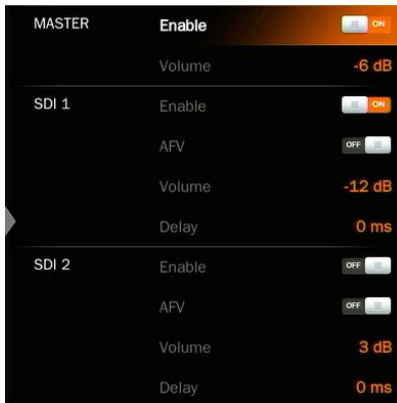 MASTER Enable ON
Volume -6 dB
SDI 1 Enable ON
AFV OFF
Volume -12 dB
Delay 0 ms
SDI 2 Enable OFF
AFV OFF
Volume 3 dB
Delay 0 ms